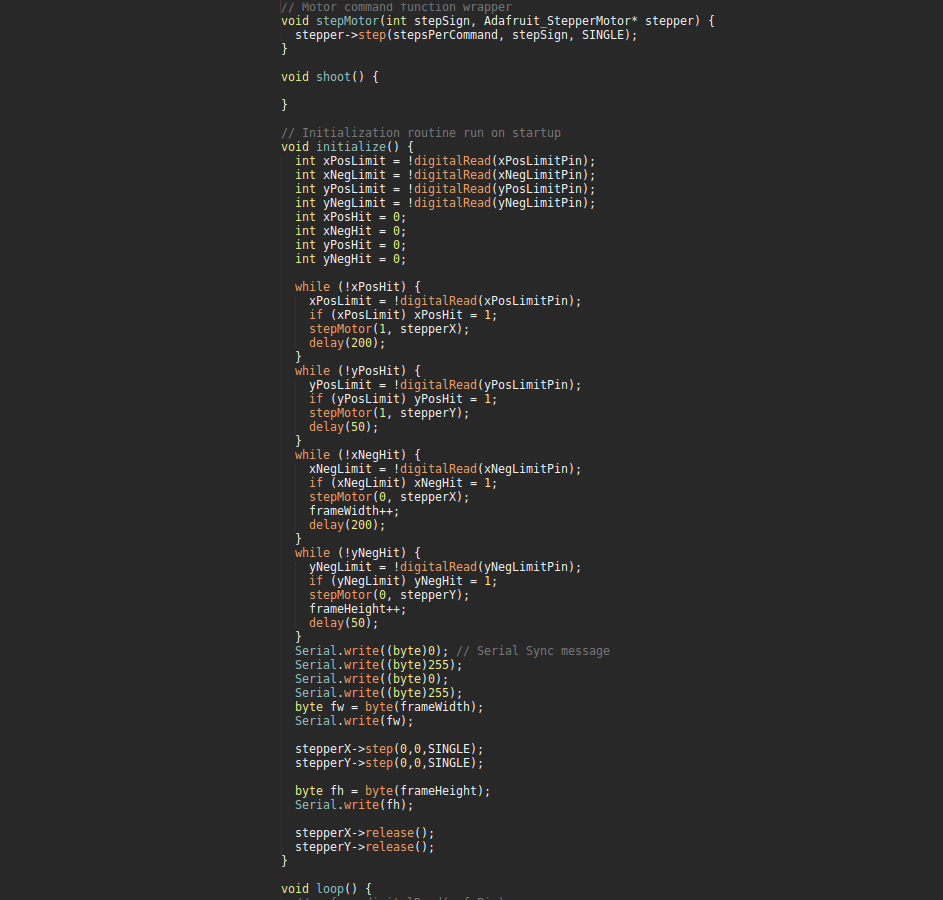 // Motor command function wrapper
void stepMotor(int stepSign, Adafruit_StepperMotor* stepper) {
  stepper->step(stepsPerCommand, stepSign, SINGLE);
}

void shoot() {

}

// Initialization routine run on startup
void initialize() {
  int xPosLimit = !digitalRead(xPosLimitPin);
  int xNegLimit = !digitalRead(xNegLimitPin);
  int yPosLimit = !digitalRead(yPosLimitPin);
  int yNegLimit = !digitalRead(yNegLimitPin);
  int xPosHit = 0;
  int xNegHit = 0;
  int yPosHit = 0;
  int yNegHit = 0;

  while (!xPosHit) {
    xPosLimit = !digitalRead(xPosLimitPin);
    if (xPosLimit) xPosHit = 1;
    stepMotor(1, stepperX);
    delay(200);
  }
  while (!yPosHit) {
    yPosLimit = !digitalRead(yPosLimitPin);
    if (yPosLimit) yPosHit = 1;
    stepMotor(1, stepperY);
    delay(50);
  }
  while (!xNegHit) {
    xNegLimit = !digitalRead(xNegLimitPin);
    if (xNegLimit) xNegHit = 1;
    stepMotor(0, stepperX);
    frameWidth++;
    delay(200);
  }
  while (!yNegHit) {
    yNegLimit = !digitalRead(yNegLimitPin);
    if (yNegLimit) yNegHit = 1;
    stepMotor(0, stepperY);
    frameHeight++;
    delay(50);
  }
  Serial.write((byte)0); // Serial Sync message
  Serial.write((byte)255);
  Serial.write((byte)0);
  Serial.write((byte)255);
  byte fw = byte(frameWidth);
  Serial.write(fw);

  stepperX->step(0,0,SINGLE);
  stepperY->step(0,0,SINGLE);

  byte fh = byte(frameHeight);
  Serial.write(fh);

  stepperX->release();
  stepperY->release();
}

void loop() {